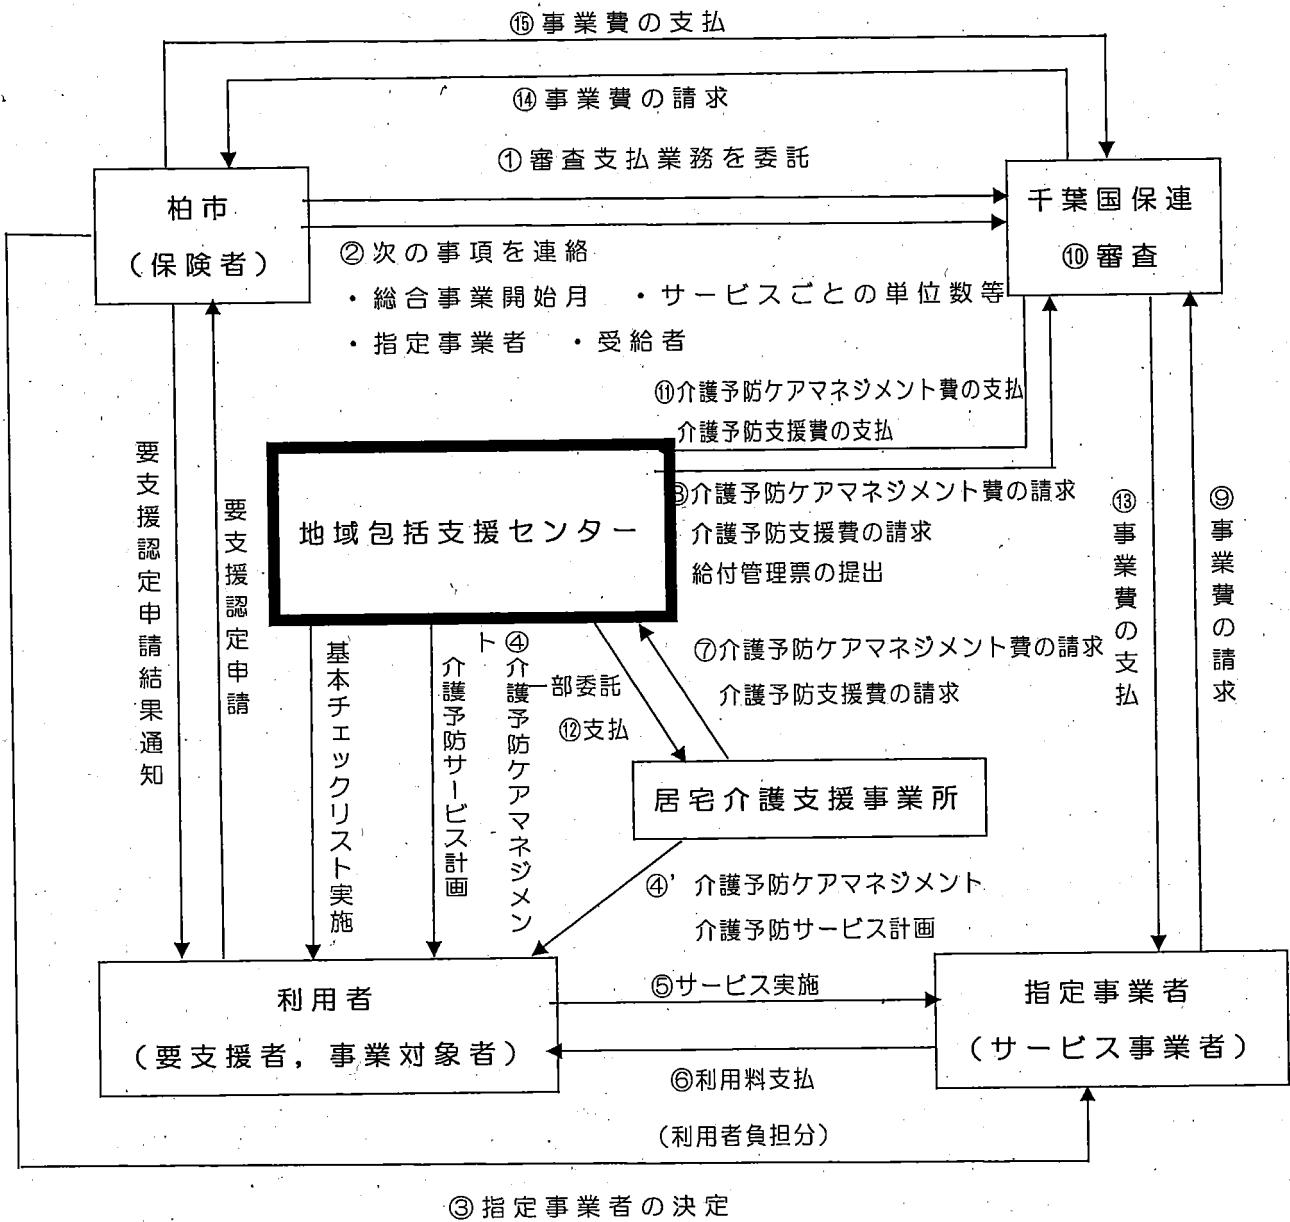 ⑮事業費の支払
⑭事業費の請求
①審査支払業務を委託
柏市
（保険者）
千葉国保連
⑩審査
②次の事項を連絡
・総合事業開始月　・サービスごとの単位数等
・指定事業者　・受給者
⑪介護予防ケアマネジメント費の支払
介護予防支援費の支払
地域包括支援センター
⑧介護予防ケアマネジメント費の請求
介護予防支援費の請求
給付管理票の提出
要支援認定申請結果通知
要支援認定申請
⑬事業費の支払
⑨事業費の請求
基本チェックリスト実施
介護予防サービス計画
④介護予防ケアマネジメン
ト
一部委託
⑫支払
⑦介護予防ケアマネジメント費の請求
介護予防支援費の請求
居宅介護支援事業所
④’介護予防ケアマネジメント
介護予防サービス計画
利用者
（要支援者，事業対象者）
⑤サービス実施
⑥利用料支払
（利用者負担分）
指定事業者
（サービス事業者）
③指定事業者の決定